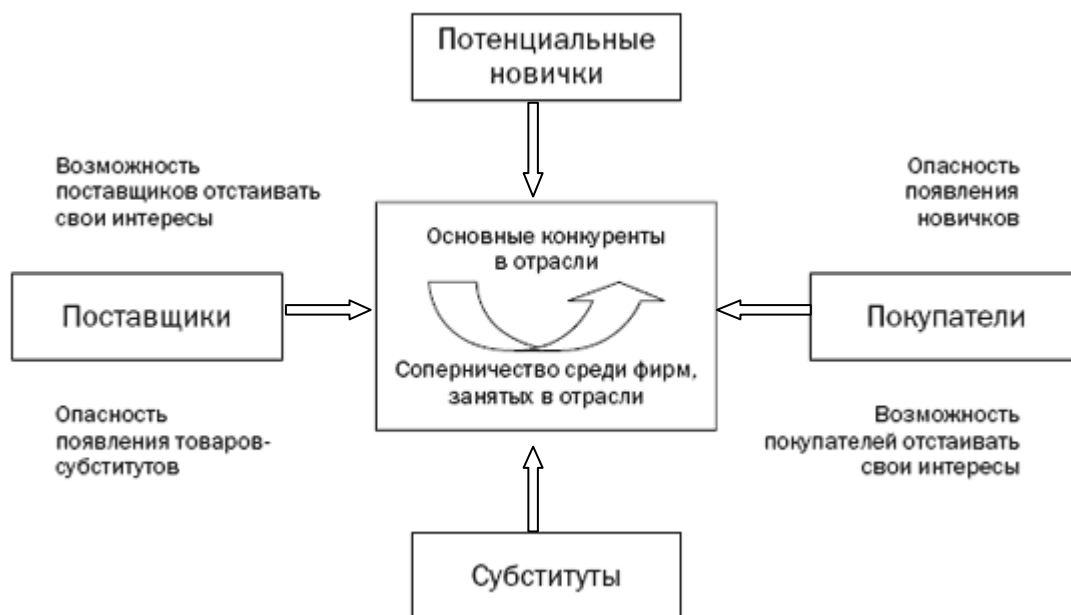 Потенциальные
новички
Возможность
поставщиков отстаивать
свои интересы
Опасность
появления
новичков
Основные конкуренты
в отрасли
Поставщики
Покупатели
Соперничество среди фирм,
занятых в отрасли
Опасность
появления товаров-
субститутов
Возможность
покупателей отстаивать
свои интересы
Субституты